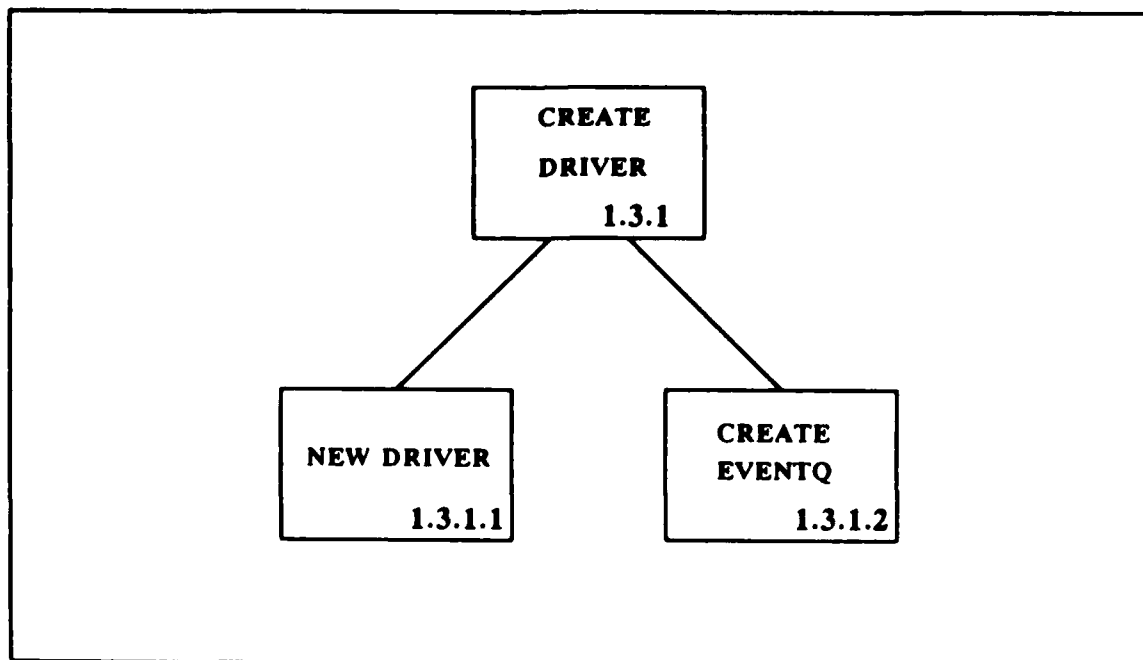 CREATE
DRIVER
1.3.1
NEW DRIVER
1.3.1.1
CREATE
EVENTQ
1.3.1.2